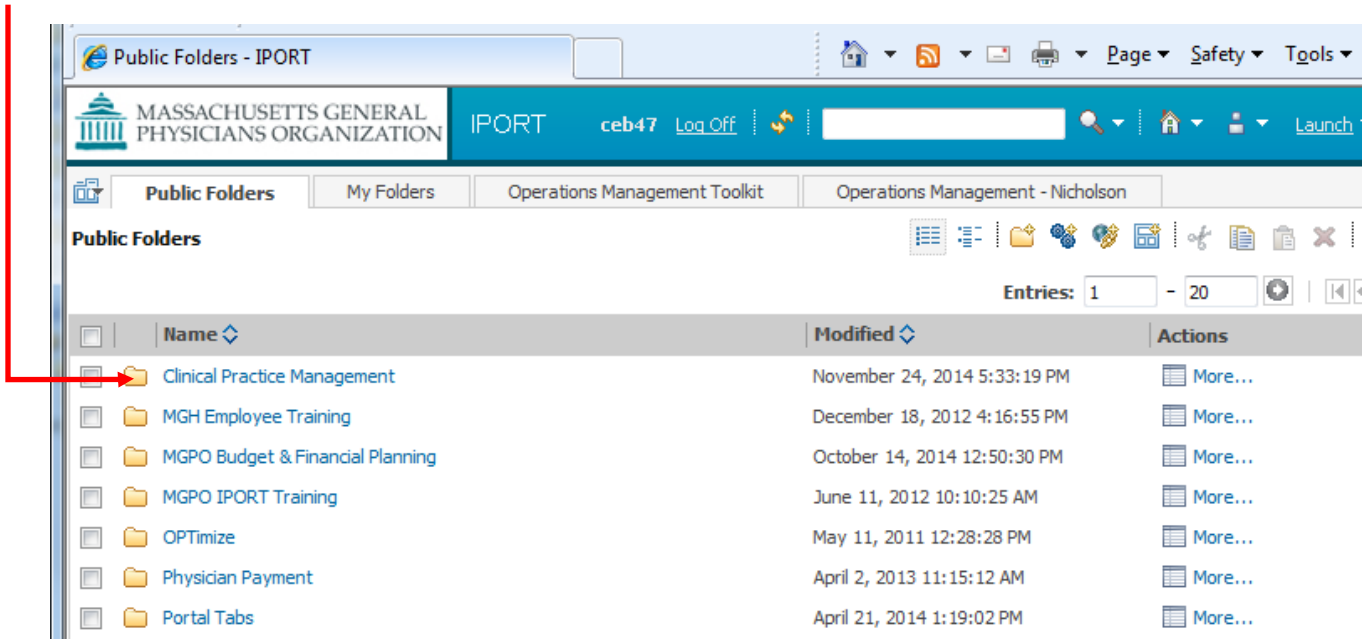 Public Folders - IPORT Page Safety Tools
MASSACHUSETTS GENERAL
PHYSICIANS ORGANIZATION
IPORT ceb47 Log Off Launch
Public Folders My Folders Operations Management Toolkit Operations Management - Nicholson
Public Folders
Entries: 1 - 20
Name Modified Actions
Clinical Practice Management November 24, 2014 5:33:19 PM More...
MGH Employee Training December 18, 2012 4:16:55 PM More...
MGPO Budget & Financial Planning October 14, 2014 12:50:30 PM More...
MGPO IPORT Training June 11, 2012 10:10:25 AM More...
OPTimize May 11, 2011 12:28:28 PM More...
Physician Payment April 2, 2013 11:15:12 AM More...
Portal Tabs April 21, 2014 1:19:02 PM More...